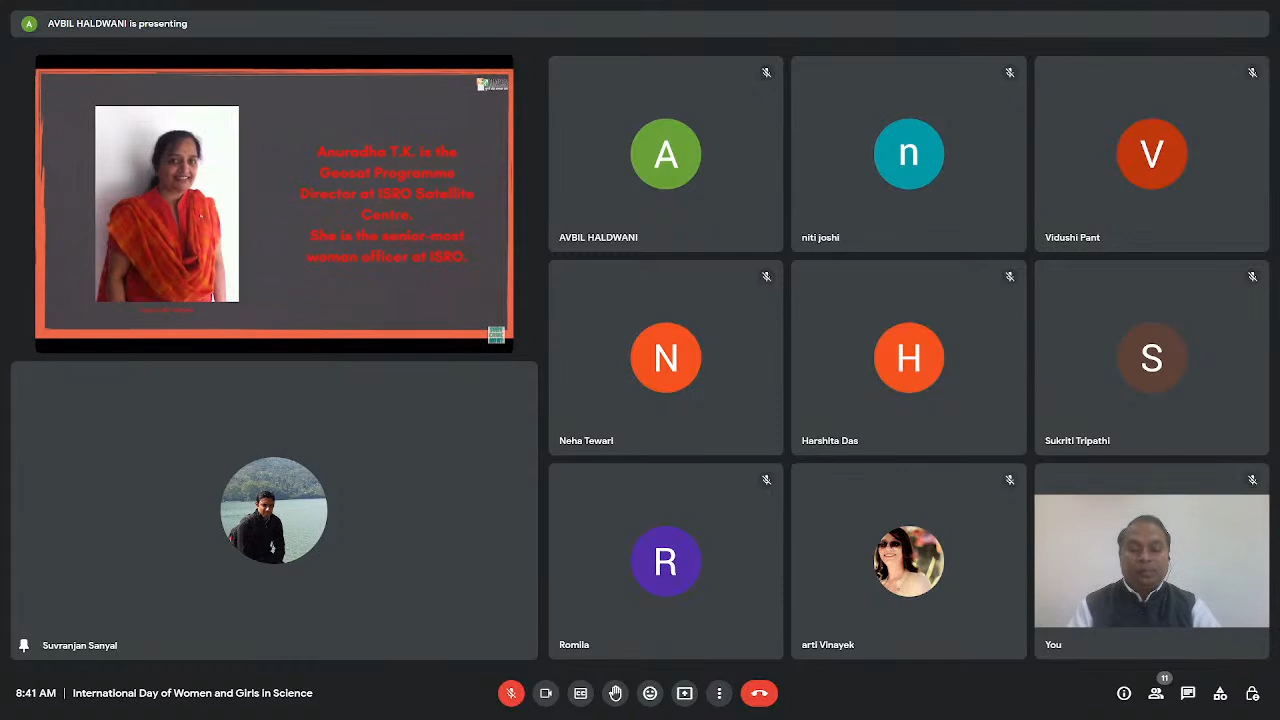 A
AVBIL HALDWANI is presenting
Anuradha T.K. is the
Geosat Programme
Director at ISRO Satellite
Centre.
She is the senior-most
woman officer at ISRO.
A
AVBIL HALDWANI
n
niti joshi
V
Vidushi Pant
N
Neha Tewari
H
Harshita Das
S
Sukriti Tripathi
Suvranjan Sanyal
R
Romila
arti Vinayek
You
8:41 AM | International Day of Women and Girls in Science
11